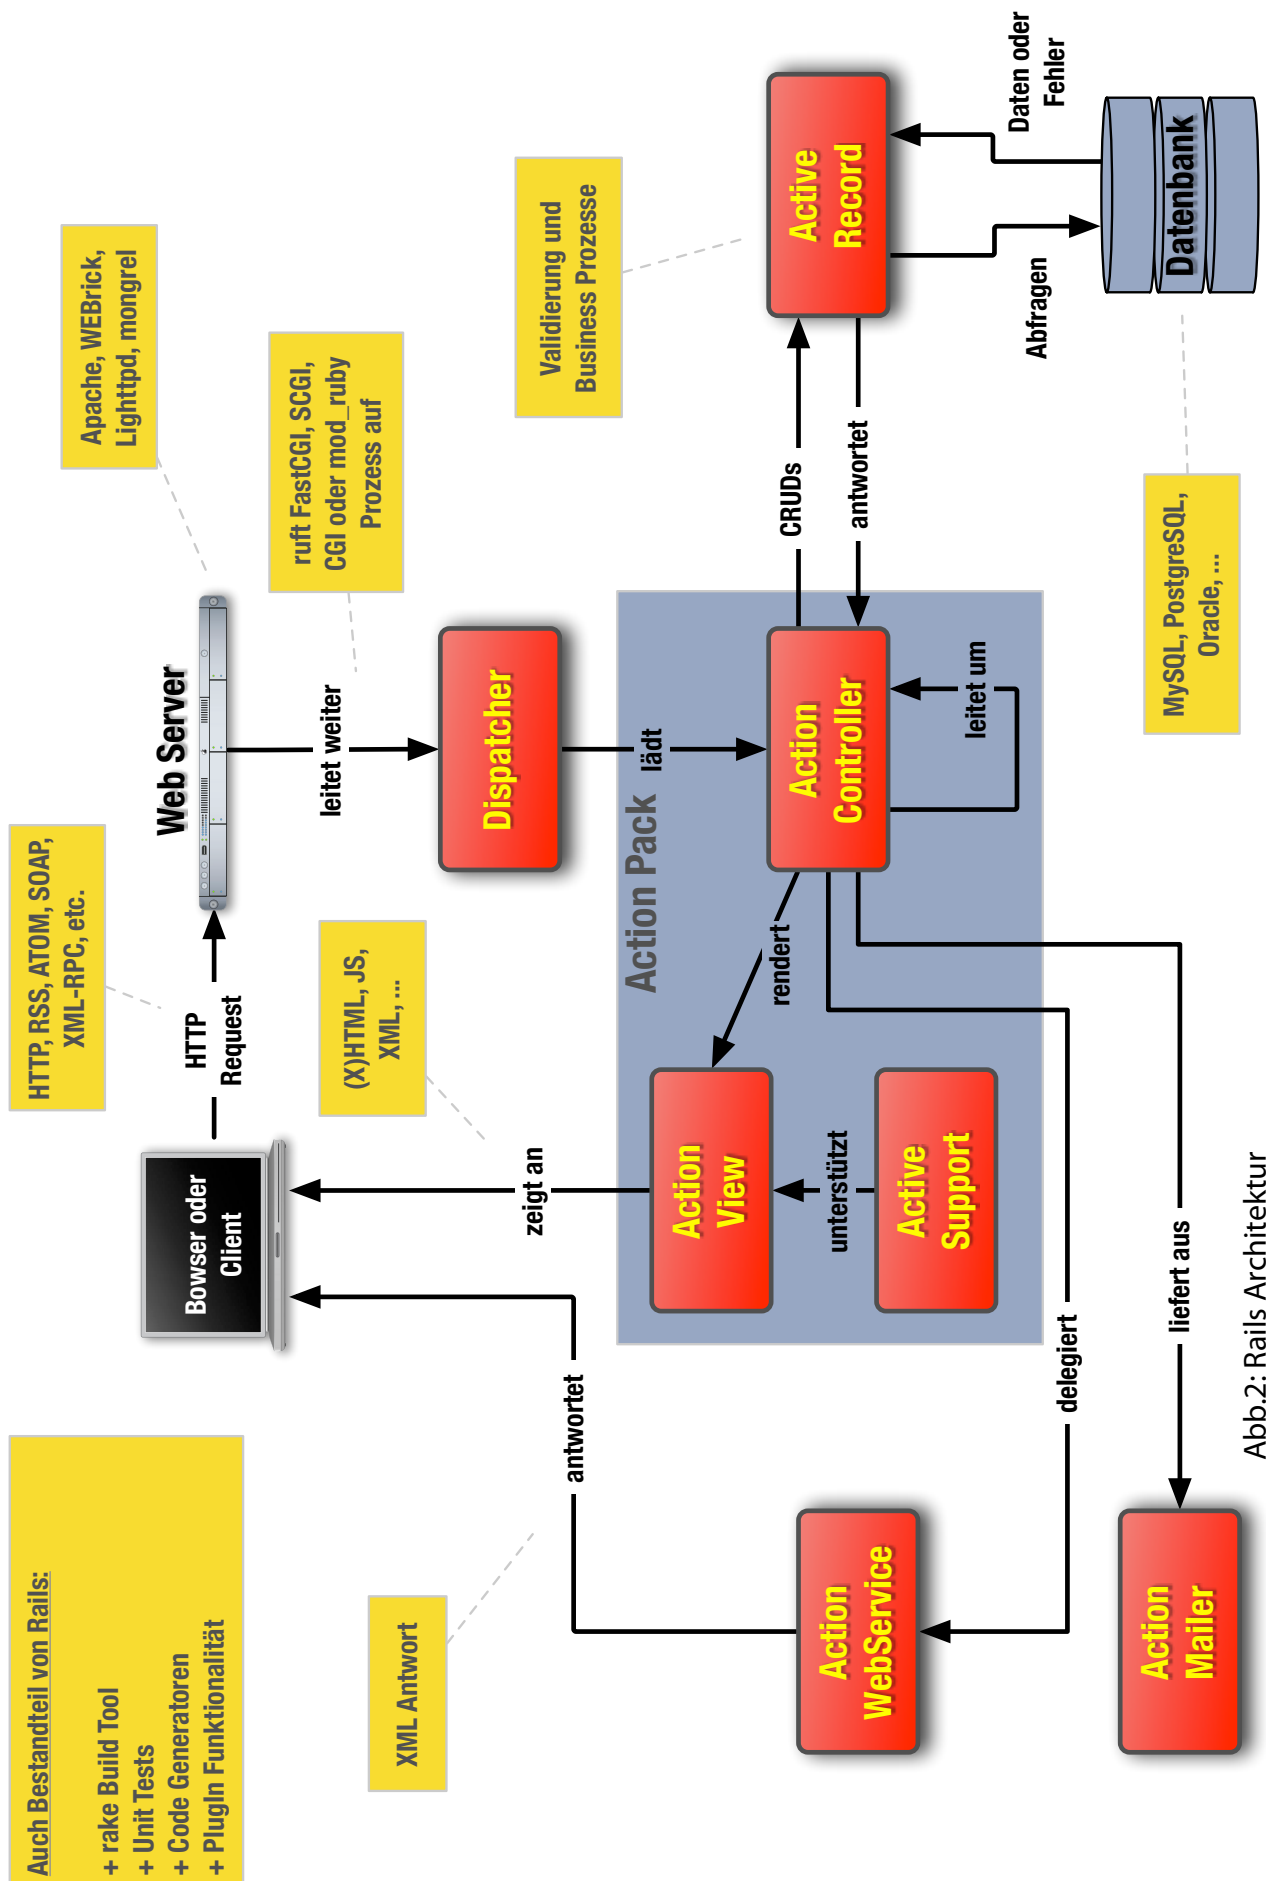 Auch Bestandteil von Rails:
+ rake Build Tool
+ Unit Tests
+ Code Generatoren
+ PlugIn Funktionalität
HTTP, RSS, ATOM, SOAP,
XML-RPC, etc.
Apache, WEBrick,
Lighttpd, mongrel
Bowser oder
Client
HTTP
Request
Web Server
ruft FastCGI, SCGI,
CGI oder mod_ruby
Prozess auf
(X)HTML, JS,
XML, ...
leitet weiter
XML Antwort
antwortet
zeigt an
Dispatcher
Validierung und
Business Prozesse
Action Pack
lädt
Action
View
rendert
Action
Controller
CRUDs
antwortet
Active
Record
unterstützt
Active
Support
leitet um
Action
WebService
delegiert
Abfragen
Daten oder
Fehler
Action
Mailer
liefert aus
MySQL, PostgreSQL,
Oracle, ...
Datenbank
Abb.2: Rails Architektur